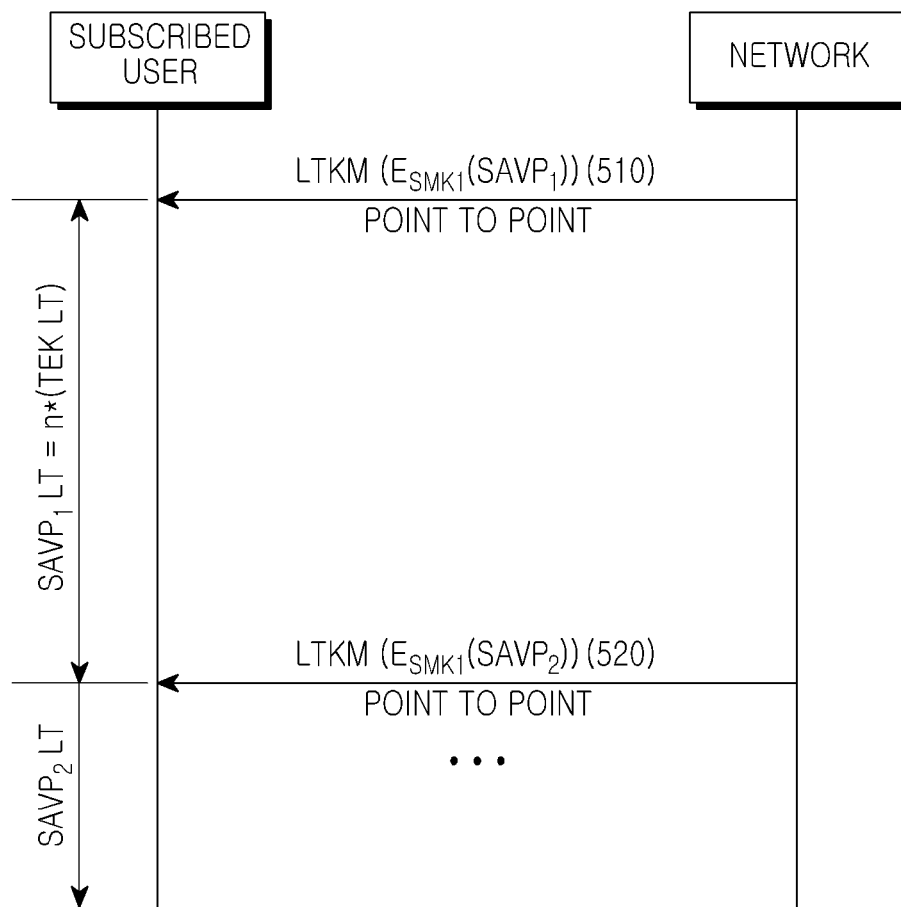 SUBSCRIBED
USER
NETWORK
LTKM (E_SMK1(SAVP_1)) (510)
POINT TO POINT
SAVP_1 LT = n*(TEK LT)
LTKM (E_SMK1(SAVP_2)) (520)
POINT TO POINT
• • •
SAVP_2 LT